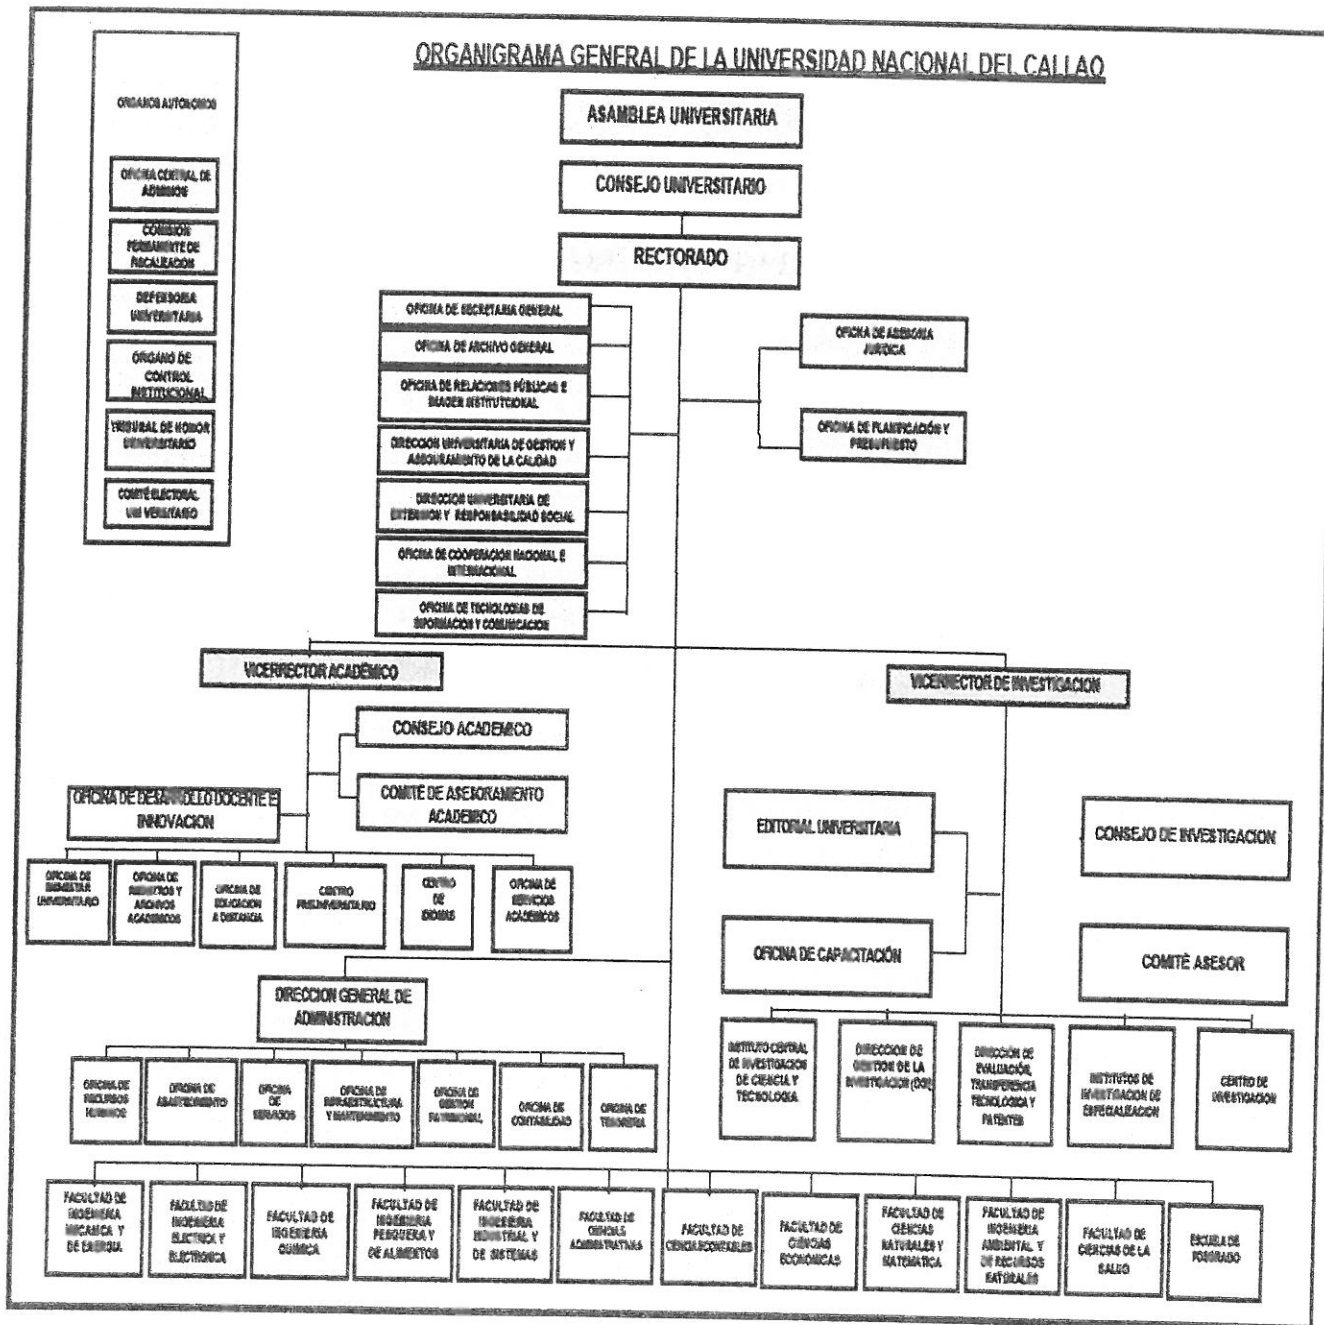 ORGANIGRAMA GENERAL DE LA UNIVERSIDAD NACIONAL DEL CALLAO
ORGANOS AUTONOMOS
OFICINA CENTRAL DE
ADMISION
COMISION
PERMANENTE DE
FISCALIZACION
DEFENSORIA
UNIVERSITARIA
ÓRGANO DE
CONTROL
INSTITUCIONAL
TRIBUNAL DE HONOR
UNIVERSITARIO
COMITÉ ELECTORAL
UNI VERSITARIO
ASAMBLEA UNIVERSITARIA
CONSEJO UNIVERSITARIO
RECTORADO
OFICINA DE SECRETARIA GENERAL
OFICINA DE ARCHIVO GENERAL
OFICINA DE RELACIONES PÚBLICAS E
IMAGEN INSTITUTCIONAL
DIRECCION UNIVERSITARIA DE GESTION Y
ASEGURAMIENTO DE LA CALIDAD
DIRECCION UNIVERSITARIA DE
EXTENSION Y RESPONSABILIDAD SOCIAL
OFICINA DE COOPERACIÓN NACIONAL E
INTERNACIONAL
OFICINA DE TECNOLOGIAS DE
INFORMACION Y COMUNICACION
OFICINA DE ASESORIA
JURIDICA
OFICINA DE PLANIFICACIÓN Y
PRESUPUESTO
VICERRECTOR ACADÉMICO
VICERRECTOR DE INVESTIGACION
CONSEJO ACADEMICO
COMITÉ DE ASESORAMIENTO
ACADEMICO
OFICINA DE DESARROLLO DOCENTE E
INNOVACION
OFICINA DE
BIENESTAR
UNIVERSITARIO
OFICINA DE
REGISTROS Y
ARCHIVOS
ACADÉMICOS
OFICINA DE
EDUCACION
A DISTANCIA
CENTRO
PREUNIVERSITARIO
CENTRO
DE
IDIOMAS
OFICINA DE
SERVICIOS
ACADÉMICOS
EDITORIAL UNIVERSITARIA
CONSEJO DE INVESTIGACION
OFICINA DE CAPACITACIÓN
COMITÉ ASESOR
DIRECCION GENERAL DE
ADMINISTRACION
INSTITUTO CENTRAL
DE INVESTIGACION
DE CIENCIA Y
TECNOLOGIA
DIRECCION DE
GESTION DE LA
INVESTIGACION (DGI)
DIRECCIÓN DE
EVALUACIÓN,
TRANSFERENCIA
TECNOLOGICA Y
PATENTES
INSTITUTOS DE
INVESTIGACION DE
ESPECIALIZACION
CENTRO DE
INVESTIGACION
OFICINA DE
RECURSOS
HUMANOS
OFICINA DE
ABASTECIMIENTO
OFICINA
DE
SERVICIOS
OFICINA DE
INFRAESTRUCTURA
Y MANTENIMIENTO
OFICINA DE
GESTION
PATRIMONIAL
OFICINA DE
CONTABILIDAD
OFICINA DE
TESORERIA
FACULTAD DE
INGENIERIA
MECANICA Y
DE ENERGIA
FACULTAD DE
INGENIERIA
ELECTRICA Y
ELECTRONICA
FACULTAD DE
INGENIERIA
QUIMICA
FACULTAD DE
INGENIERIA
PESQUERA Y
DE ALIMENTOS
FACULTAD DE
INGENIERIA
INDUSTRIAL Y
DE SISTEMAS
FACULTAD DE
CIENCIAS
ADMINISTRATIVAS
FACULTAD DE
CIENCIAS CONTABLES
FACULTAD DE
CIENCIAS
ECONOMICAS
FACULTAD DE
CIENCIAS
NATURALES Y
MATEMATICA
FACULTAD DE
INGENIERIA
AMBIENTAL Y
DE RECURSOS
NATURALES
FACULTAD DE
CIENCIAS DE LA
SALUD
ESCUELA DE
POSGRADO